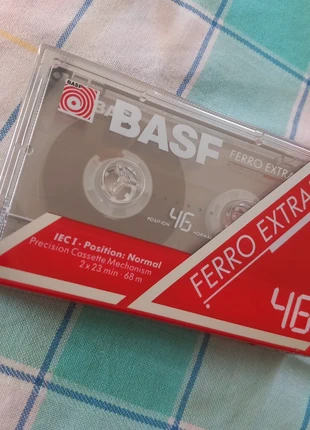 BASF
BASF
FERRO EXTRA
POSITION 46 NORMAL
IEC I · Position: Normal
Precision Cassette Mechanism
2 x 23 min · 68 m
FERRO EXTRA
46